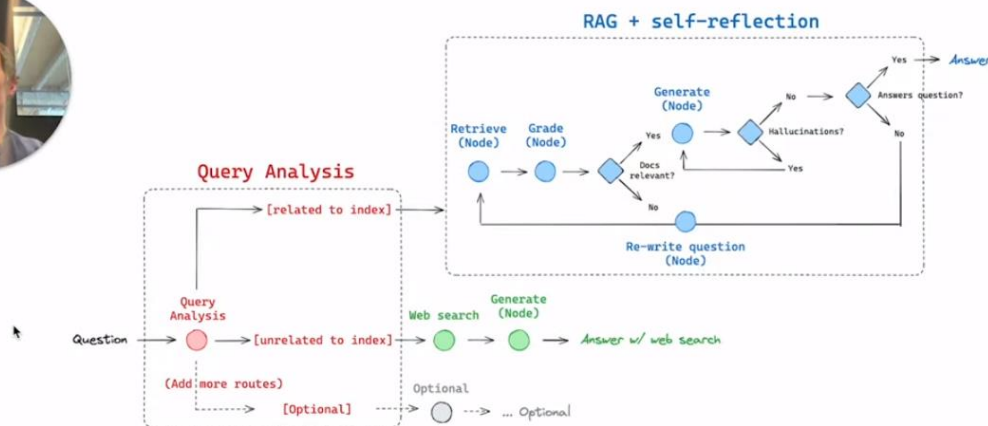 RAG + self-reflection
Yes
Answer
Answers question?
Generate
(Node)
No
Retrieve
(Node)
Grade
(Node)
Yes
Hallucinations?
No
Docs
relevant?
Yes
Query Analysis
No
[related to index]
Re-write question
(Node)
Query
Analysis
Web search
Generate
(Node)
Question
[unrelated to index]
Answer w/ web search
(Add more routes)
Optional
[Optional]
... Optional